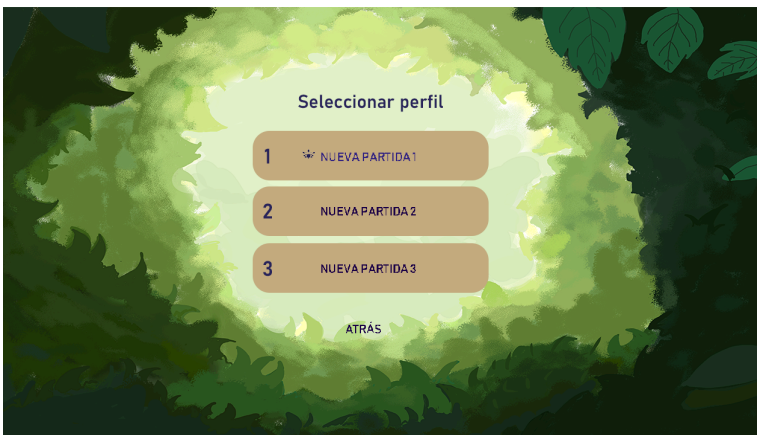 Seleccionar perfil
1 NUEVA PARTIDA 1
2 NUEVA PARTIDA 2
3 NUEVA PARTIDA 3
ATRÁS